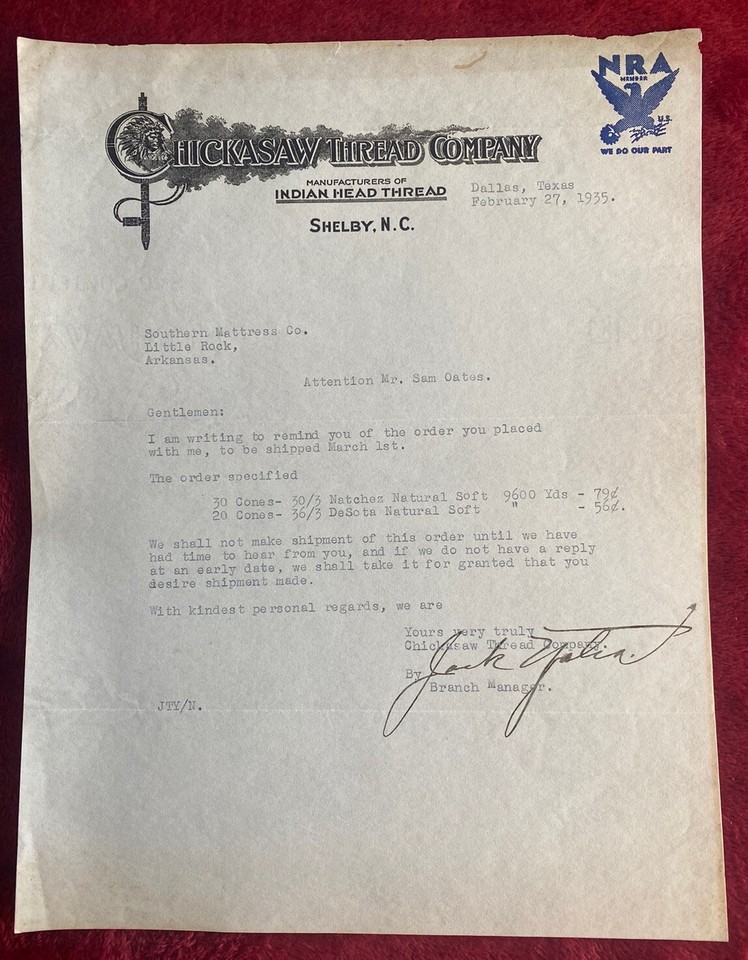 NRA
MEMBER
U.S.
WE DO OUR PART
CHICKASAW THREAD COMPANY
MANUFACTURERS OF
INDIAN HEAD THREAD
SHELBY, N.C.
Dallas, Texas
February 27, 1935.
Southern Mattress Co.
Little Rock,
Arkansas.
Attention Mr. Sam Oates.
Gentlemen:
I am writing to remind you of the order you placed
with me, to be shipped March 1st.
The order specified
30 Cones- 30/3 Natchez Natural Soft 9600 Yds - 79¢
20 Cones- 36/3 DeSota Natural Soft " - 56¢.
We shall not make shipment of this order until we have
had time to hear from you, and if we do not have a reply
at an early date, we shall take it for granted that you
desire shipment made.
With kindest personal regards, we are
Yours very truly
Chickasaw Thread Company.
By Jack
Branch Manager.
JTY/N.